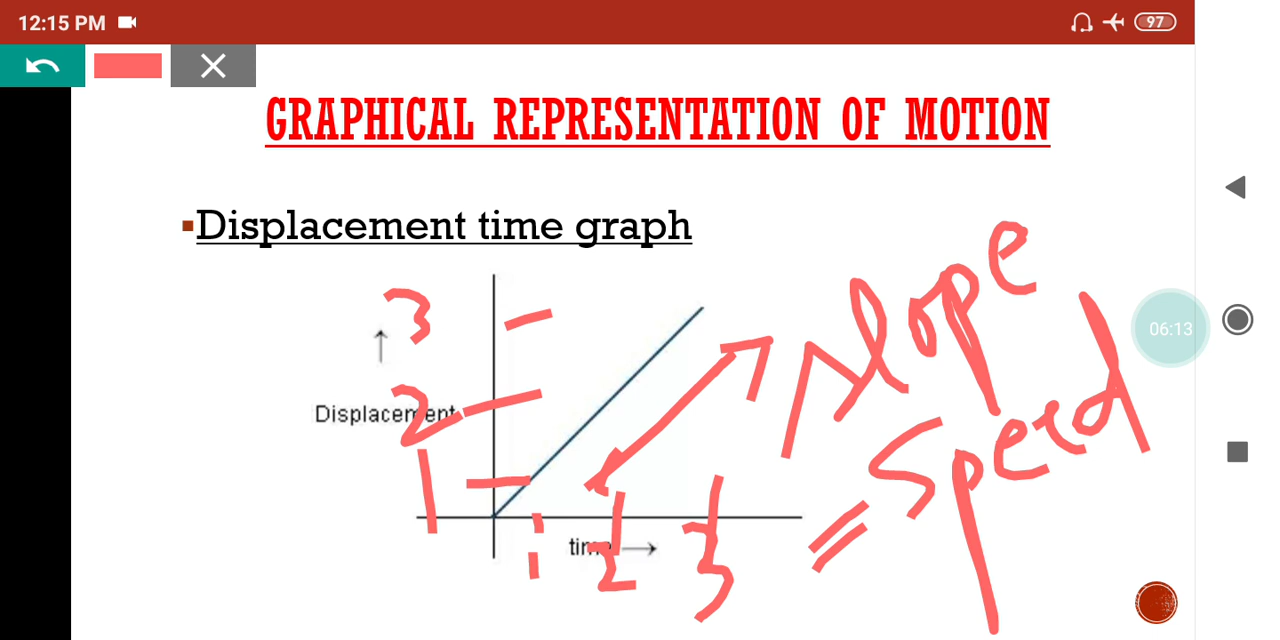 12:15 PM
97
GRAPHICAL REPRESENTATION OF MOTION
Displacement time graph
slope
3
06:13
Displacement
2
= speed
1
1 2 3
time